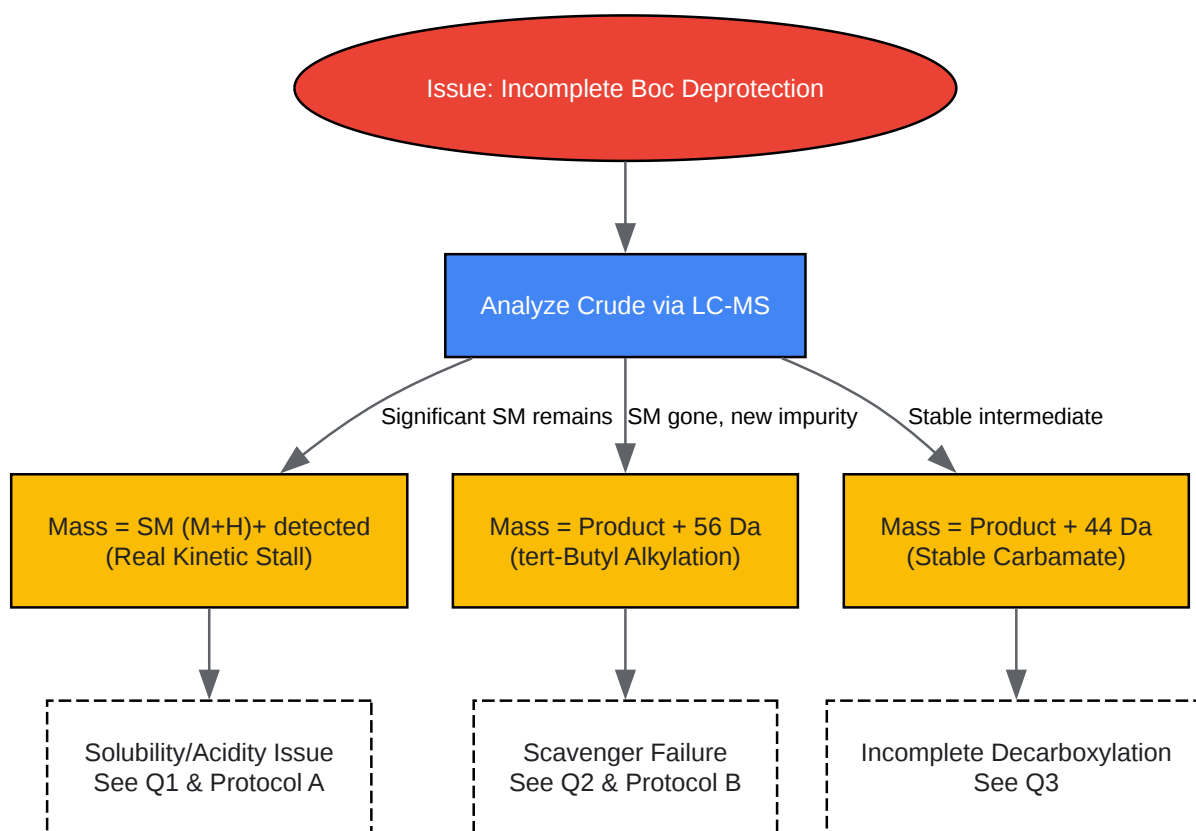 Issue: Incomplete Boc Deprotection
Analyze Crude via LC-MS
Significant SM remains
SM gone, new impurity
Stable intermediate
Mass = SM (M+H)+ detected
(Real Kinetic Stall)
Mass = Product + 56 Da
(tert-Butyl Alkylation)
Mass = Product + 44 Da
(Stable Carbamate)
Solubility/Acidity Issue
See Q1 & Protocol A
Scavenger Failure
See Q2 & Protocol B
Incomplete Decarboxylation
See Q3